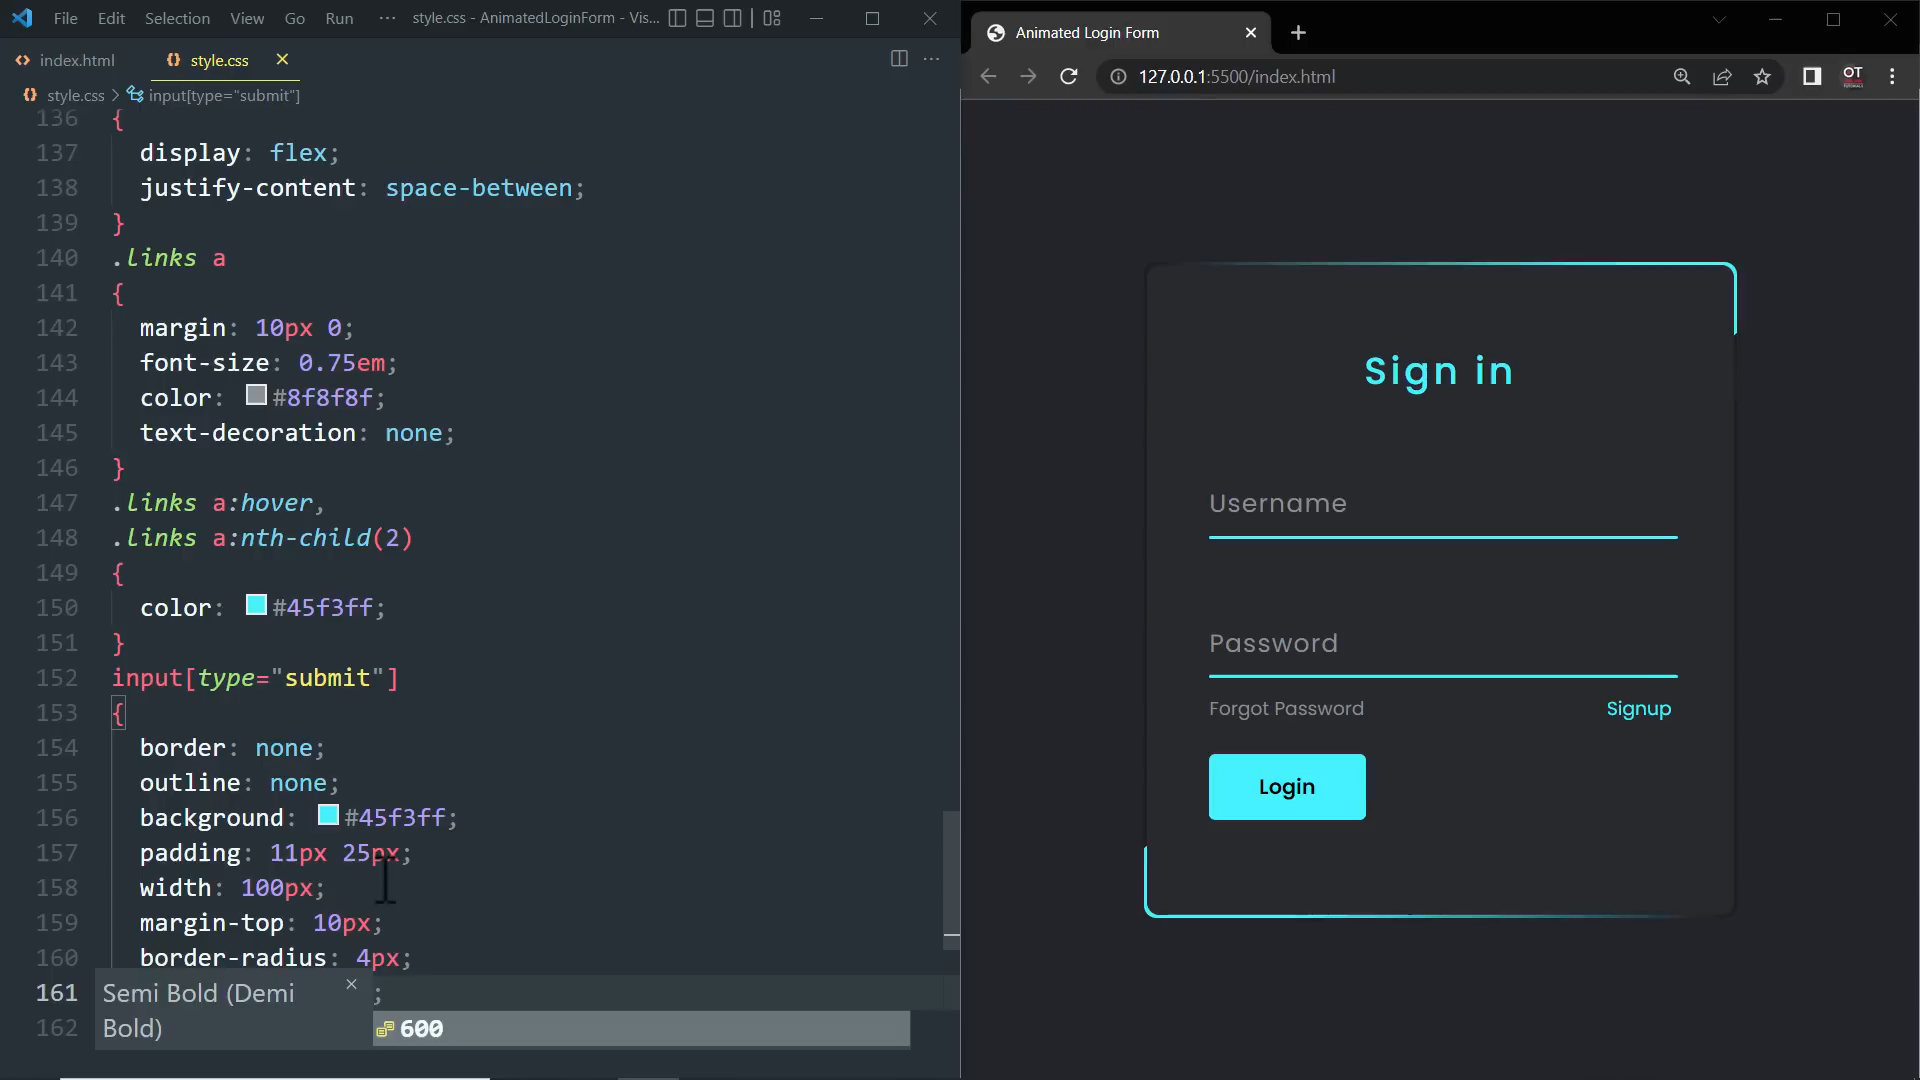 File Edit Selection View Go Run ··· style.css - AnimatedLoginForm - Vis...
index.html style.css
style.css > input[type="submit"]
136 {
137 display: flex;
138 justify-content: space-between;
139 }
140 .links a
141 {
142 margin: 10px 0;
143 font-size: 0.75em;
144 color: #8f8f8f;
145 text-decoration: none;
146 }
147 .links a:hover,
148 .links a:nth-child(2)
149 {
150 color: #45f3ff;
151 }
152 input[type="submit"]
153 {
154 border: none;
155 outline: none;
156 background: #45f3ff;
157 padding: 11px 25px;
158 width: 100px;
159 margin-top: 10px;
160 border-radius: 4px;
161 ;
162
Semi Bold (Demi
Bold)
600
Animated Login Form
127.0.0.1:5500/index.html
OT
Sign in
Username
Password
Forgot Password Signup
Login